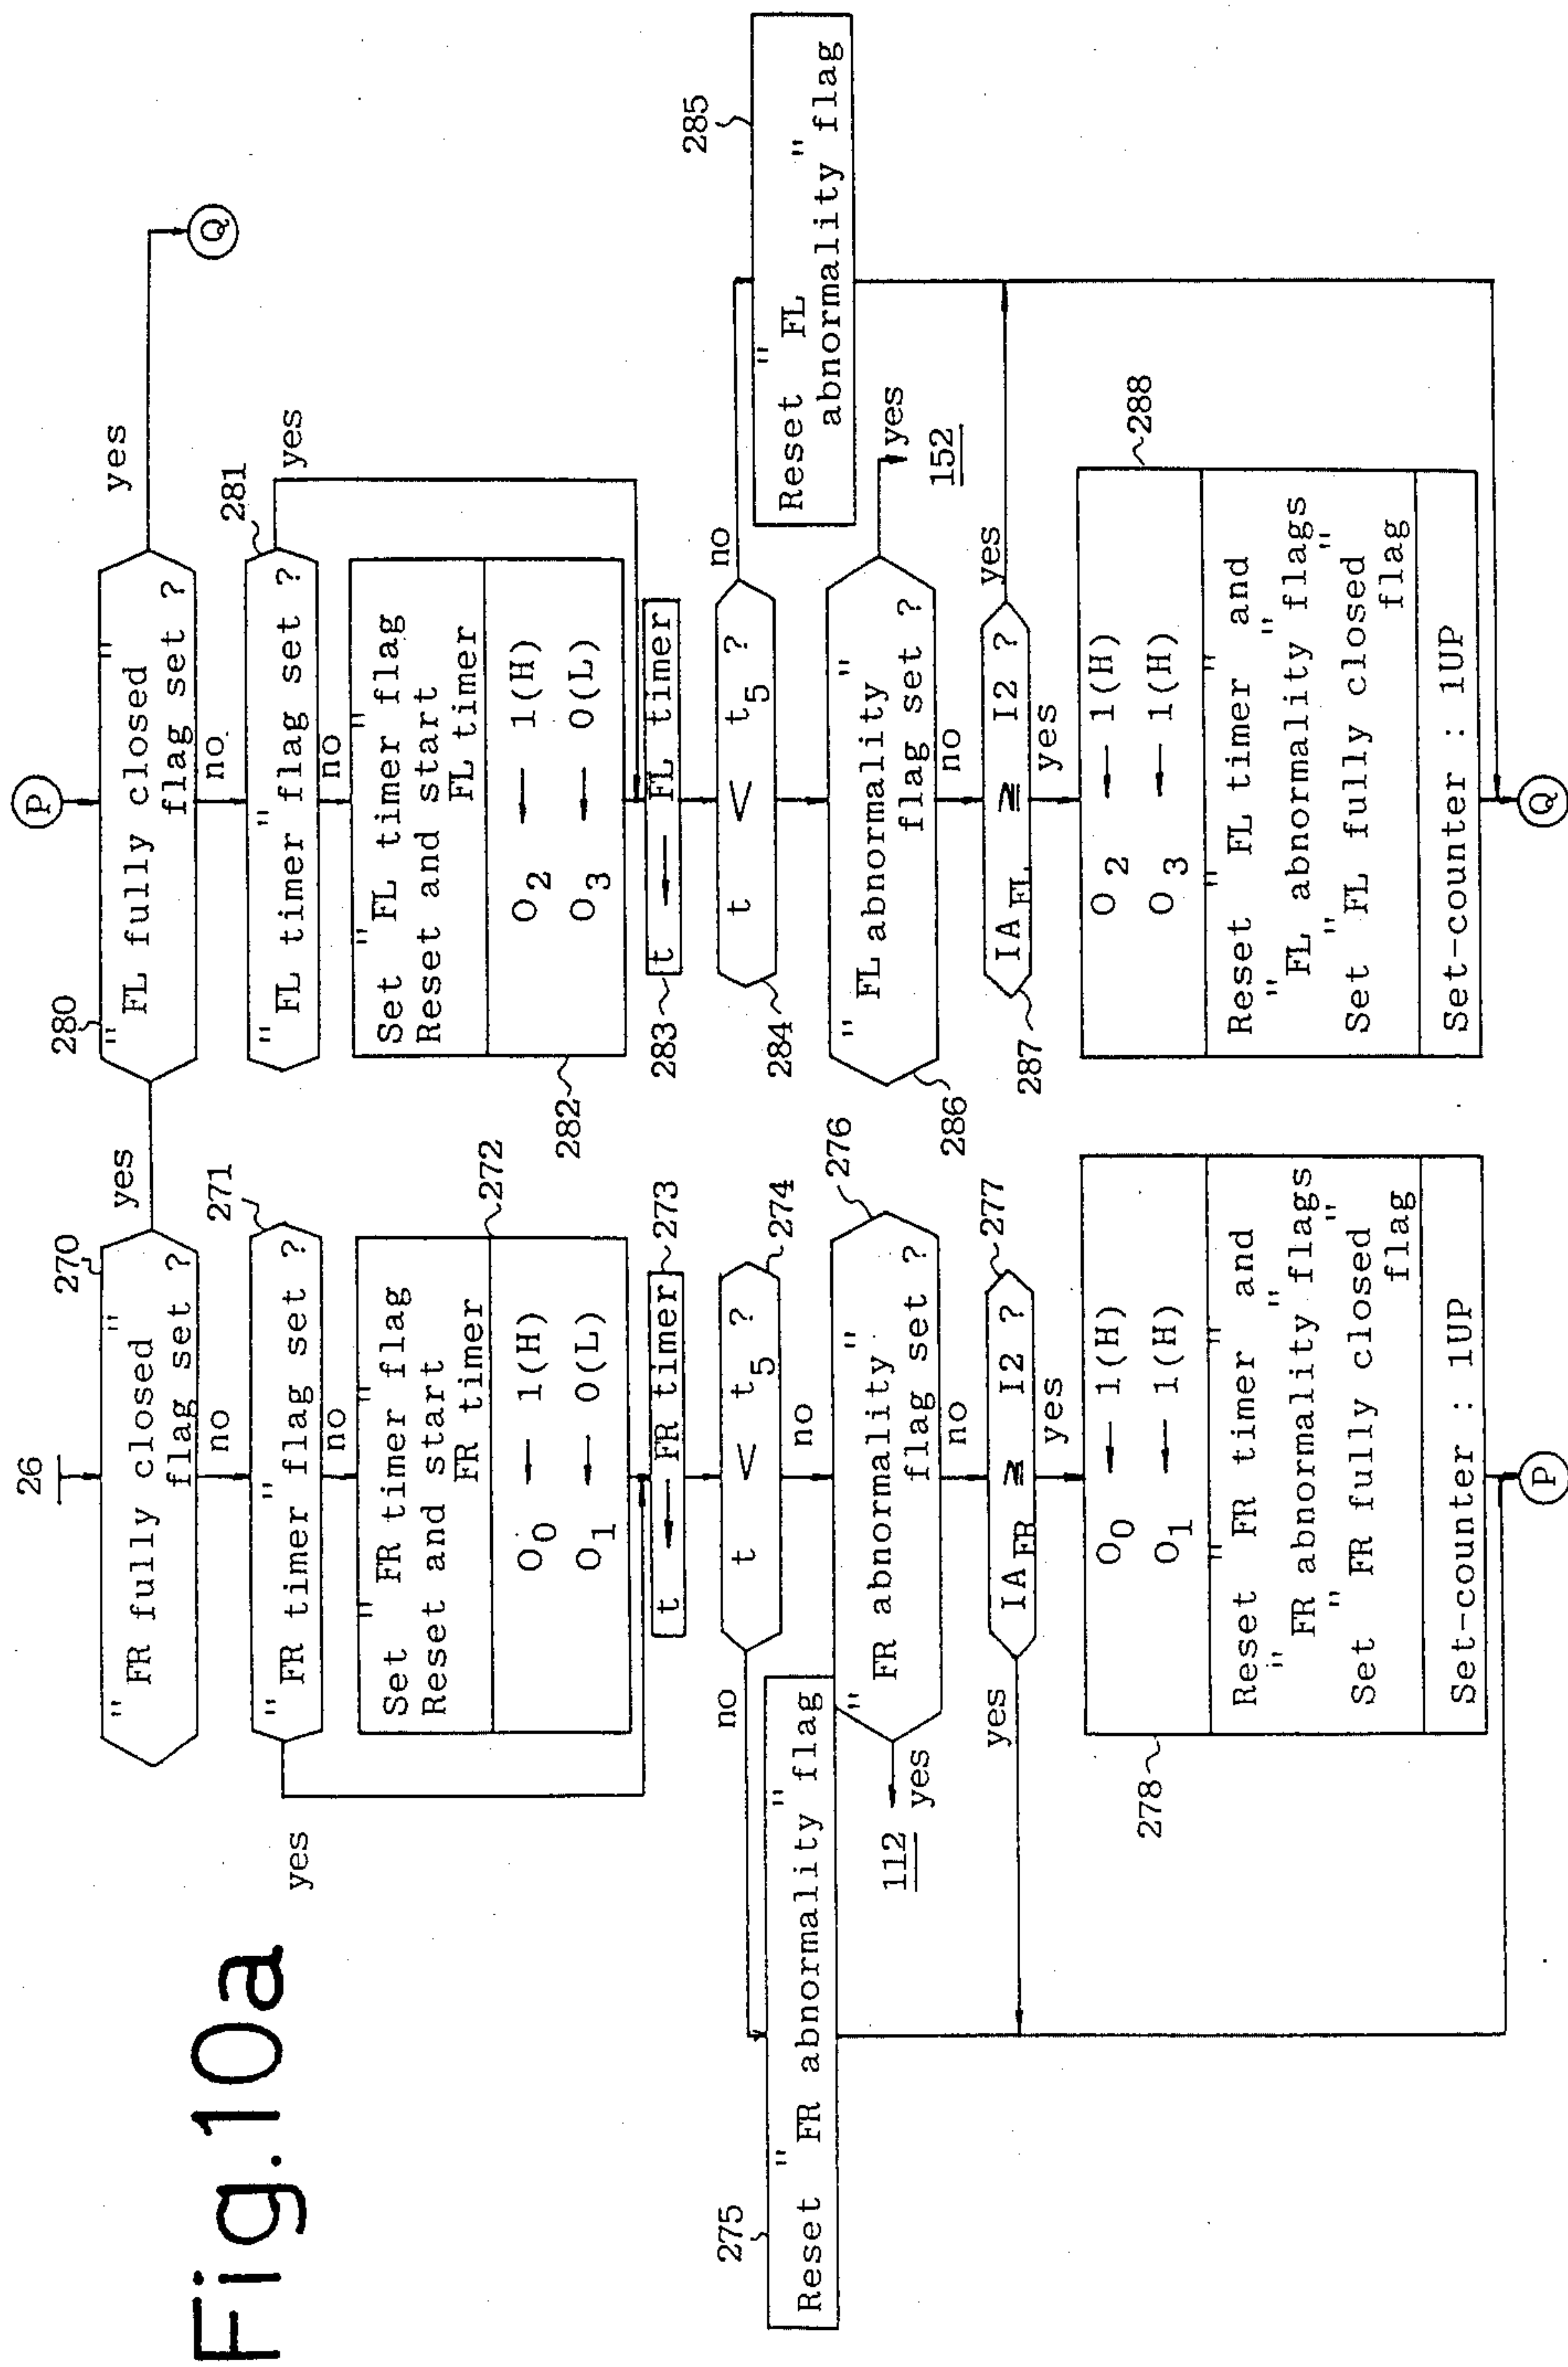 Fig.10a
26
270
" FR fully closed "
flag set ?
yes
no
271
" FR timer " flag set ?
yes
no
272
Set " FR timer flag "
Reset and start
FR timer
O0 ← 1(H)
O1 ← 0(L)
273
t ← FR timer
274
t < t5 ?
no
no
275
Reset " FR abnormality " flag
276
" FR abnormality "
flag set ?
yes
112
no
277
IAFR ≧ I2 ?
yes
yes
278
O0 ← 1(H)
O1 ← 1(H)
Reset " FR timer " and
" FR abnormality " flags
Set " FR fully closed "
flag
Set-counter : 1UP
P
P
280
" FL fully closed "
flag set ?
yes
Q
no
281
" FL timer " flag set ?
yes
no
282
Set " FL timer flag "
Reset and start
FL timer
O2 ← 1(H)
O3 ← 0(L)
283
t ← FL timer
284
t < t5 ?
no
285
Reset " FL
abnormality " flag
286
" FL abnormality "
flag set ?
yes
152
no
287
IAFL ≧ I2 ?
yes
yes
288
O2 ← 1(H)
O3 ← 1(H)
Reset " FL timer " and
" FL abnormality " flags
Set " FL fully closed "
flag
Set-counter : 1UP
Q